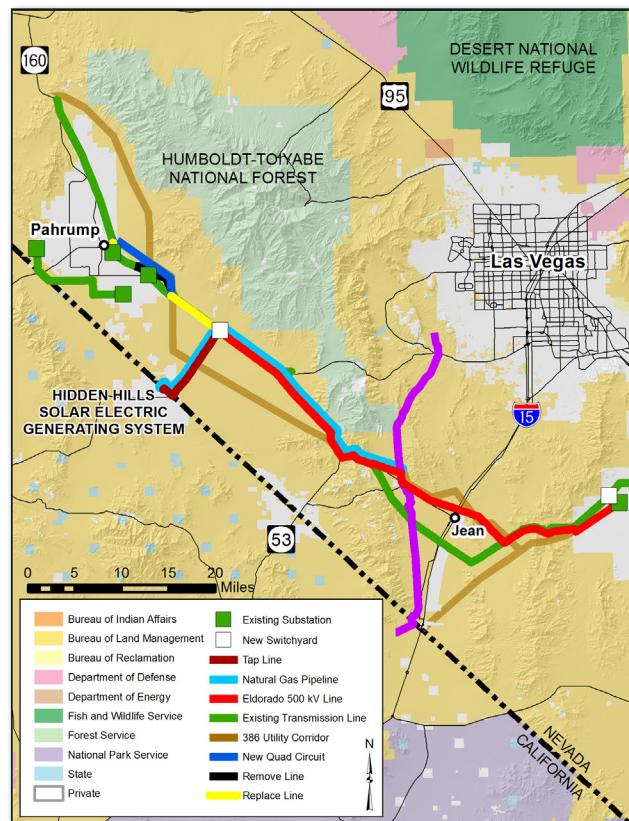 160
DESERT NATIONAL
WILDLIFE REFUGE
95
HUMBOLDT-TOIYABE
NATIONAL FOREST
Pahrump
Las Vegas
HIDDEN HILLS
SOLAR ELECTRIC
GENERATING SYSTEM
15
53
Jean
0 5 10 15 20
Miles
Bureau of Indian Affairs
Bureau of Land Management
Bureau of Reclamation
Department of Defense
Department of Energy
Fish and Wildlife Service
Forest Service
National Park Service
State
Private
Existing Substation
New Switchyard
Tap Line
Natural Gas Pipeline
Eldorado 500 kV Line
Existing Transmission Line
386 Utility Corridor
New Quad Circuit
Remove Line
Replace Line
N
NEVADA
CALIFORNIA